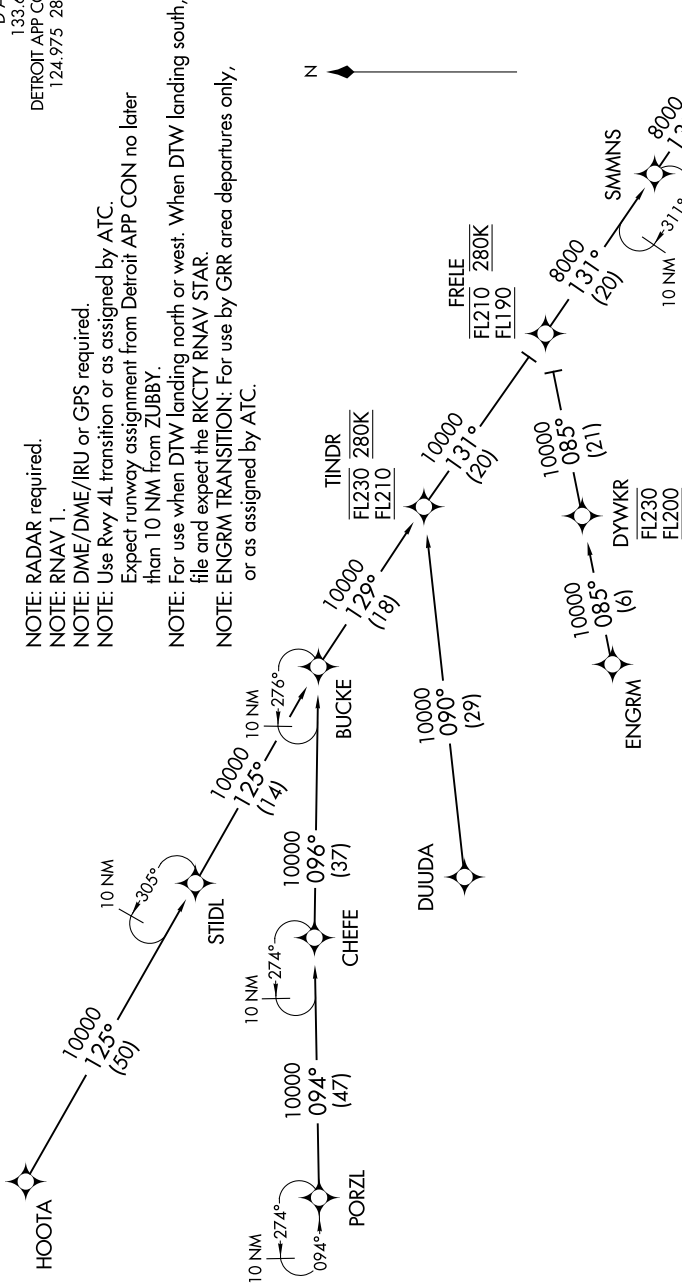 133.6
DETROIT APP CO
124.975 28
NOTE: RADAR required.
NOTE: RNAV 1.
NOTE: DME/DME/IRU or GPS required.
NOTE: Use Rwy 4L transition or as assigned by ATC.
Expect runway assignment from Detroit APP CON no later
than 10 NM from ZUBBY.
NOTE: For use when DTW landing north or west. When DTW landing south,
file and expect the RKCTY RNAV STAR.
NOTE: ENGRM TRANSITION: For use by GRR area departures only,
or as assigned by ATC.
N
HOOTA
10000
125°
(50)
10 NM
305°
STIDL
10000
125°
(14)
10 NM
276°
BUCKE
10 NM
274°
094°
PORZL
10000
094°
(47)
10 NM
274°
CHEFE
10000
096°
(37)
10000
129°
(18)
TINDR
FL230 280K
FL210
DUUDA
10000
090°
(29)
10000
131°
(20)
FRELE
FL210 280K
FL190
ENGRM
10000
085°
(6)
DYWKR
FL230
FL200
10000
085°
(21)
8000
131°
(20)
SMMNS
10 NM
311°
8000